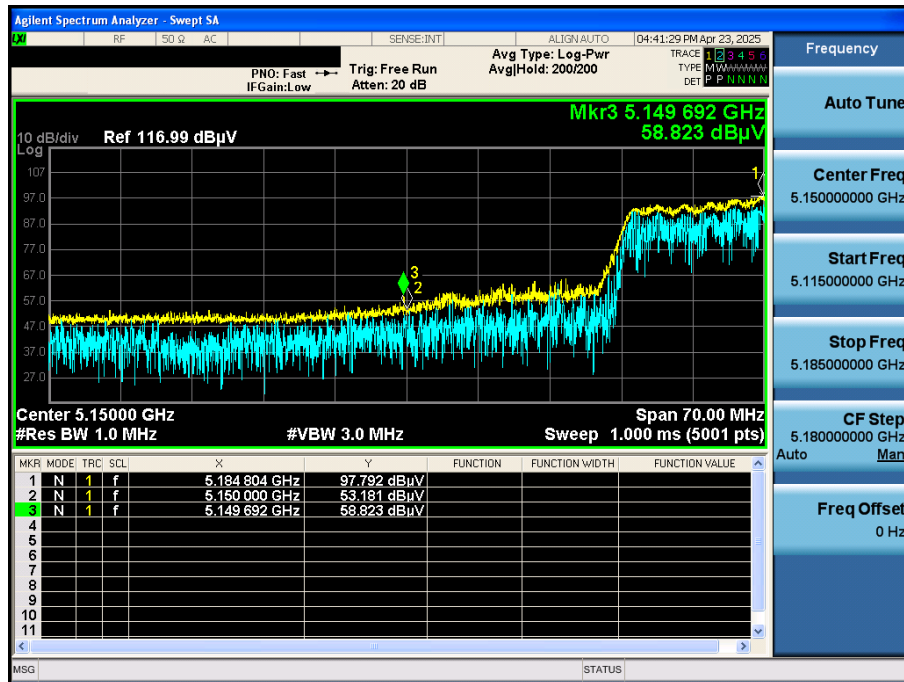 Agilent Spectrum Analyzer - Swept SA
LXI RF 50 Ω AC SENSE:INT ALIGN AUTO 04:41:29 PM Apr 23, 2025
PNO: Fast Trig: Free Run Avg Type: Log-Pwr TRACE 1 2 3 4 5 6
IFGain:Low Atten: 20 dB Avg|Hold: 200/200 TYPE MWWWWW
DET P P N N N N
Mkr3 5.149 692 GHz
58.823 dBµV
10 dB/div Ref 116.99 dBµV
Log
107
97.0
87.0
77.0
67.0
57.0
47.0
37.0
27.0
1
3
2
Center 5.15000 GHz Span 70.00 MHz
#Res BW 1.0 MHz #VBW 3.0 MHz Sweep 1.000 ms (5001 pts)
MKR MODE TRC SCL X Y FUNCTION FUNCTION WIDTH FUNCTION VALUE
1 N 1 f 5.184 804 GHz 97.792 dBµV
2 N 1 f 5.150 000 GHz 53.181 dBµV
3 N 1 f 5.149 692 GHz 58.823 dBµV
4
5
6
7
8
9
10
11
MSG STATUS
Frequency
Auto Tune
Center Freq
5.150000000 GHz
Start Freq
5.115000000 GHz
Stop Freq
5.185000000 GHz
CF Step
5.180000000 GHz
Auto Man
Freq Offset
0 Hz